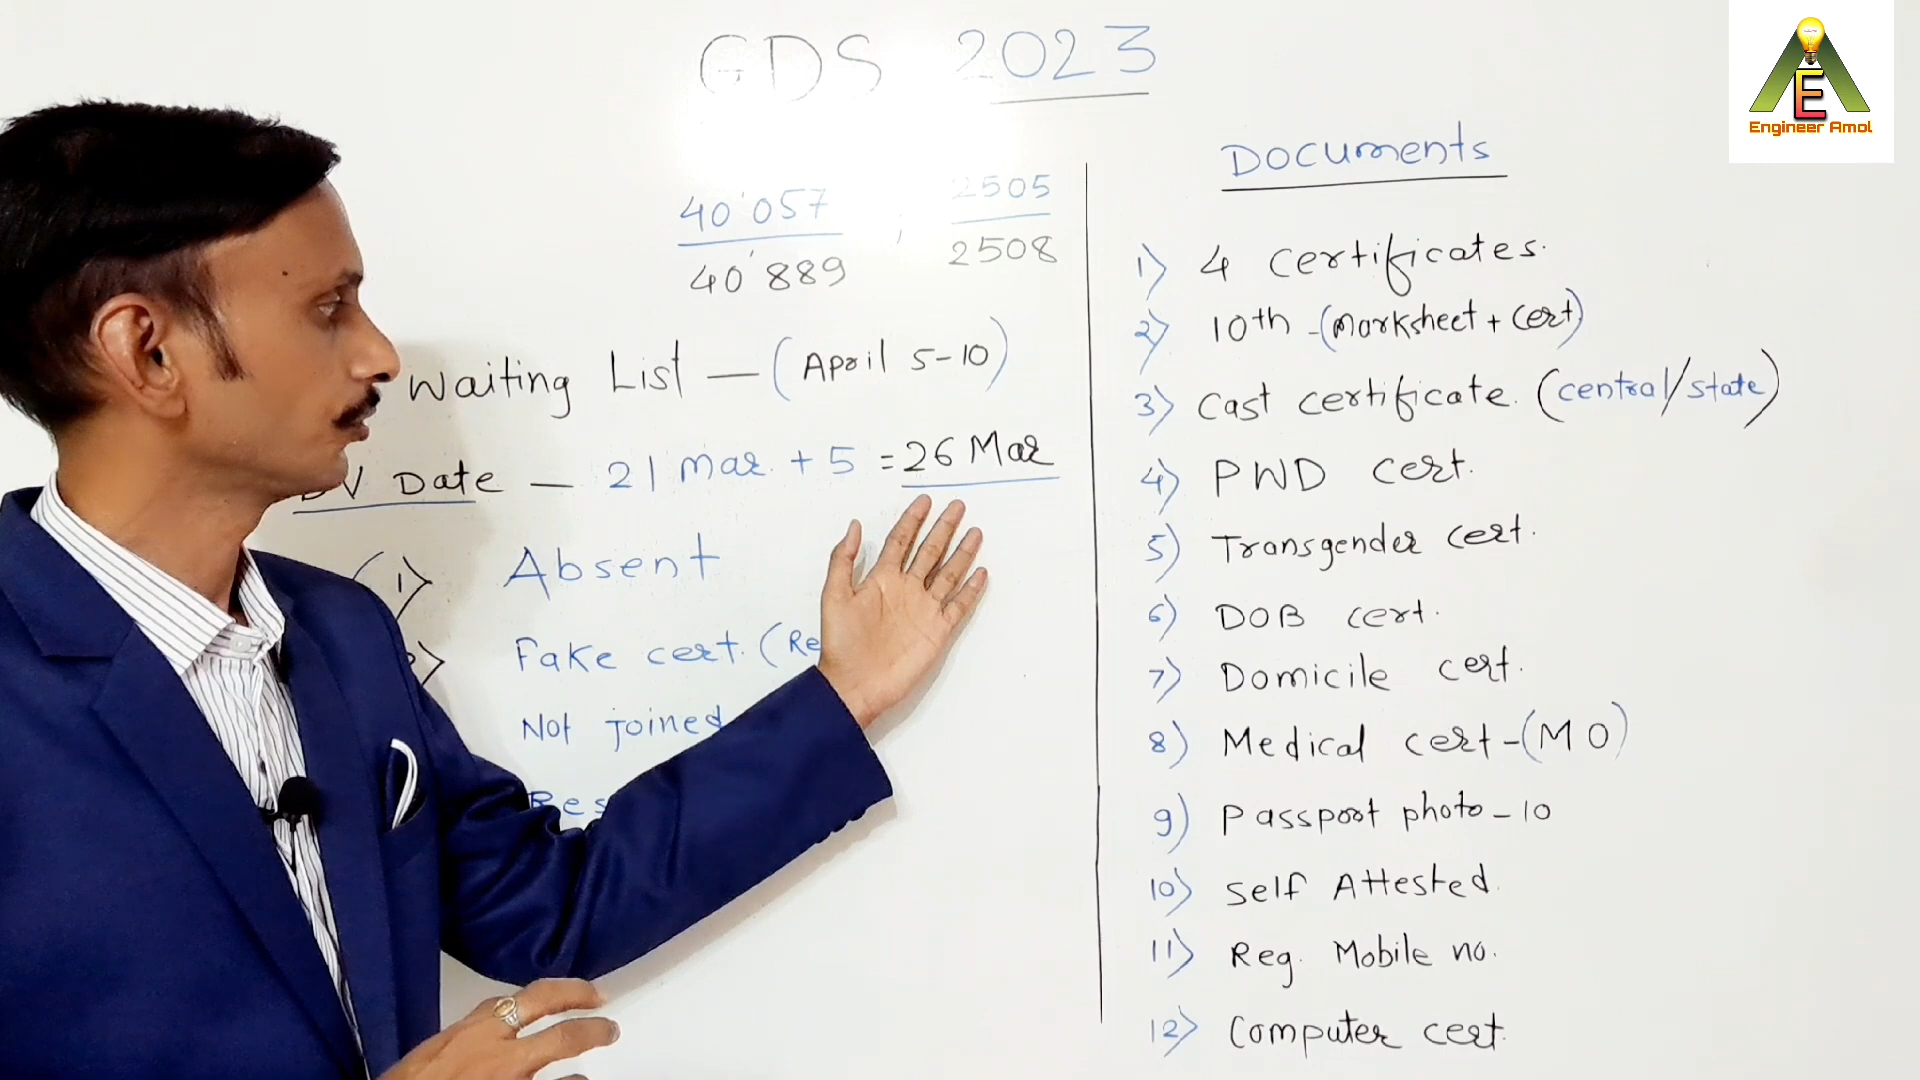 GDS 2023
40'057 , 2505
40'889 2508
Waiting List — (April 5-10)
DV Date — 21 Mar. + 5 = 26 Mar
1) Absent
Fake cert. (Re
Not joined
Res
Documents
1) 4 certificates.
2) 10th - (Marksheet + Cert)
3) Cast certificate. (central/state)
4) PWD cert.
5) Transgender cert.
6) DOB cert.
7) Domicile cert.
8) Medical cert - (MO)
9) Passport photo - 10
10) Self Attested.
11) Reg. Mobile no.
12) Computer cert.
AE
Engineer Amol